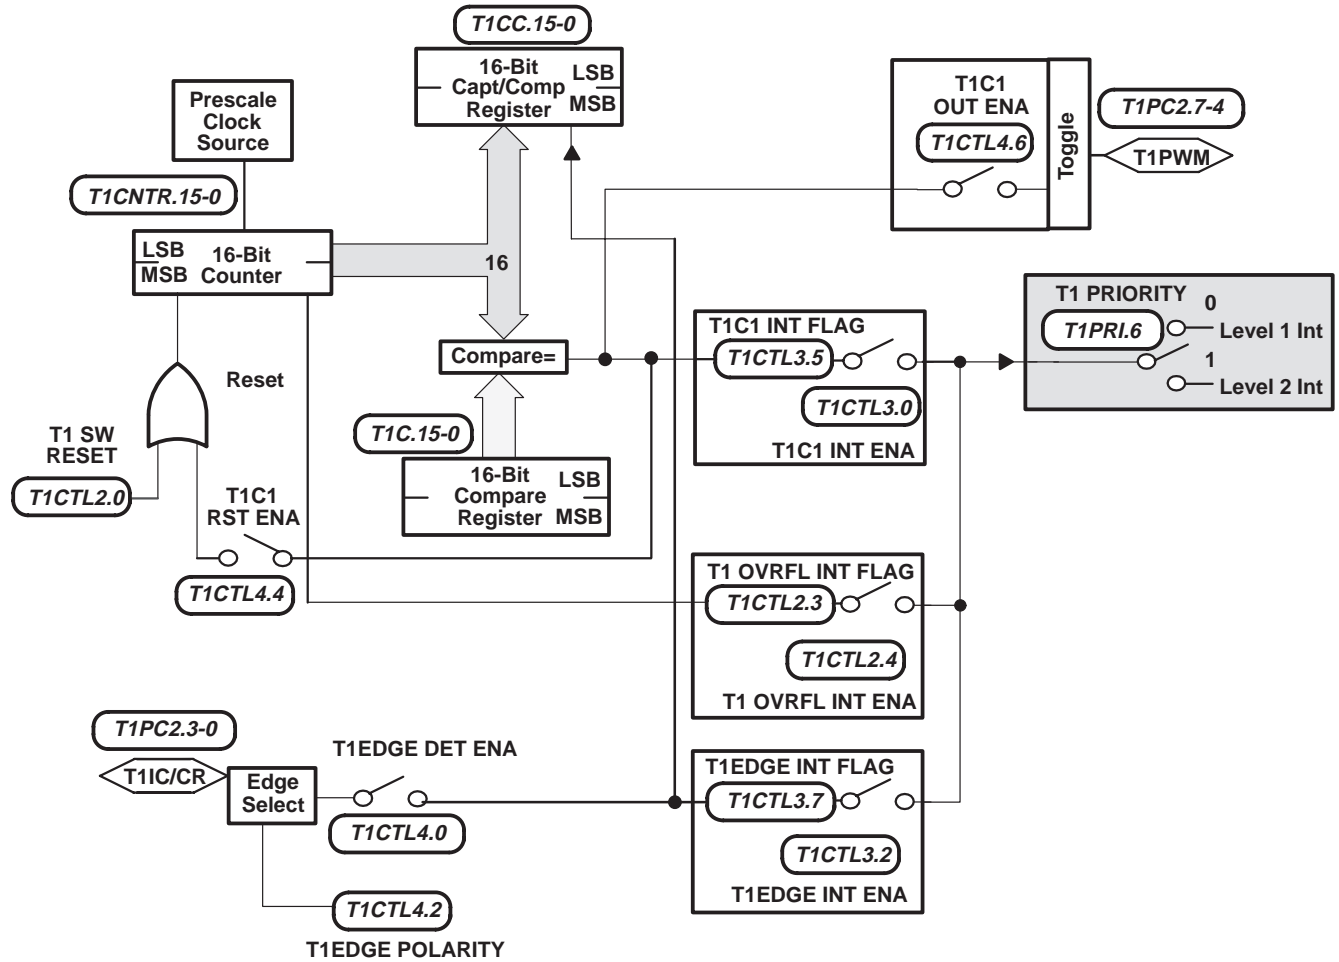 T1CC.15-0
16-Bit
Capt/Comp
Register
LSB
MSB
Prescale
Clock
Source
T1CNTR.15-0
LSB
MSB
16-Bit
Counter
16
T1C1
OUT ENA
T1CTL4.6
Toggle
T1PC2.7-4
T1PWM
Compare=
T1C1 INT FLAG
T1CTL3.5
T1CTL3.0
T1C1 INT ENA
T1 PRIORITY
T1PRI.6
0
Level 1 Int
1
Level 2 Int
Reset
T1 SW
RESET
T1CTL2.0
T1C1
RST ENA
T1CTL4.4
T1C.15-0
16-Bit
Compare
Register
LSB
MSB
T1 OVRFL INT FLAG
T1CTL2.3
T1CTL2.4
T1 OVRFL INT ENA
T1PC2.3-0
T1IC/CR
Edge
Select
T1EDGE DET ENA
T1CTL4.0
T1CTL4.2
T1EDGE POLARITY
T1EDGE INT FLAG
T1CTL3.7
T1CTL3.2
T1EDGE INT ENA